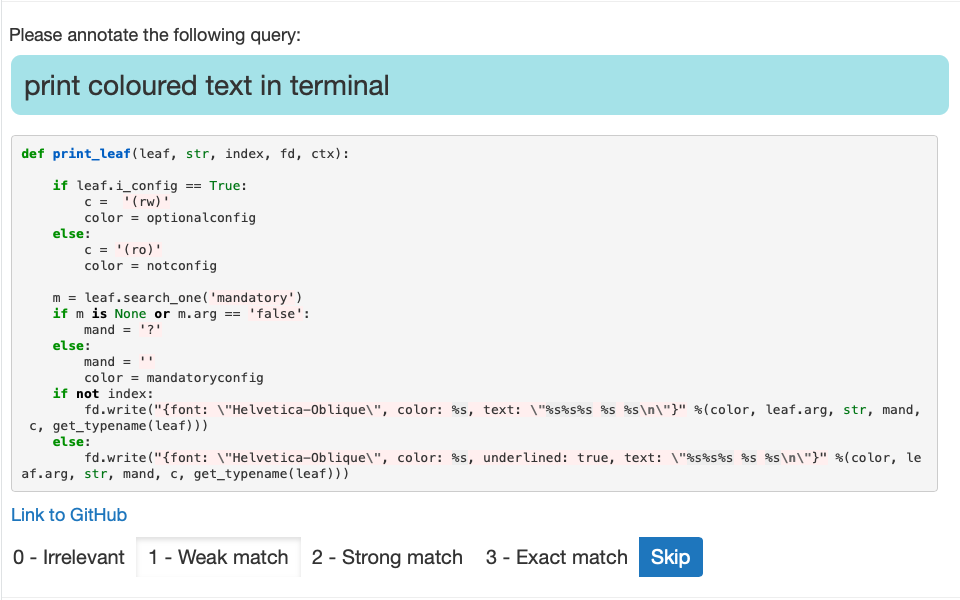 Please annotate the following query:
print coloured text in terminal
def print_leaf(leaf, str, index, fd, ctx):
    if leaf.i_config == True:
        c =  '(rw)'
        color = optionalconfig
    else:
        c = '(ro)'
        color = notconfig
    m = leaf.search_one('mandatory')
    if m is None or m.arg == 'false':
        mand = '?'
    else:
        mand = ''
        color = mandatoryconfig
    if not index:
        fd.write("{font: \"Helvetica-Oblique\", color: %s, text: \"%s%s%s %s %s\n\"}" %(color, leaf.arg, str, mand,
 c, get_typename(leaf)))
    else:
        fd.write("{font: \"Helvetica-Oblique\", color: %s, underlined: true, text: \"%s%s%s %s %s\n\"}" %(color, le
af.arg, str, mand, c, get_typename(leaf)))
Link to GitHub
0 - Irrelevant 1 - Weak match 2 - Strong match 3 - Exact match Skip